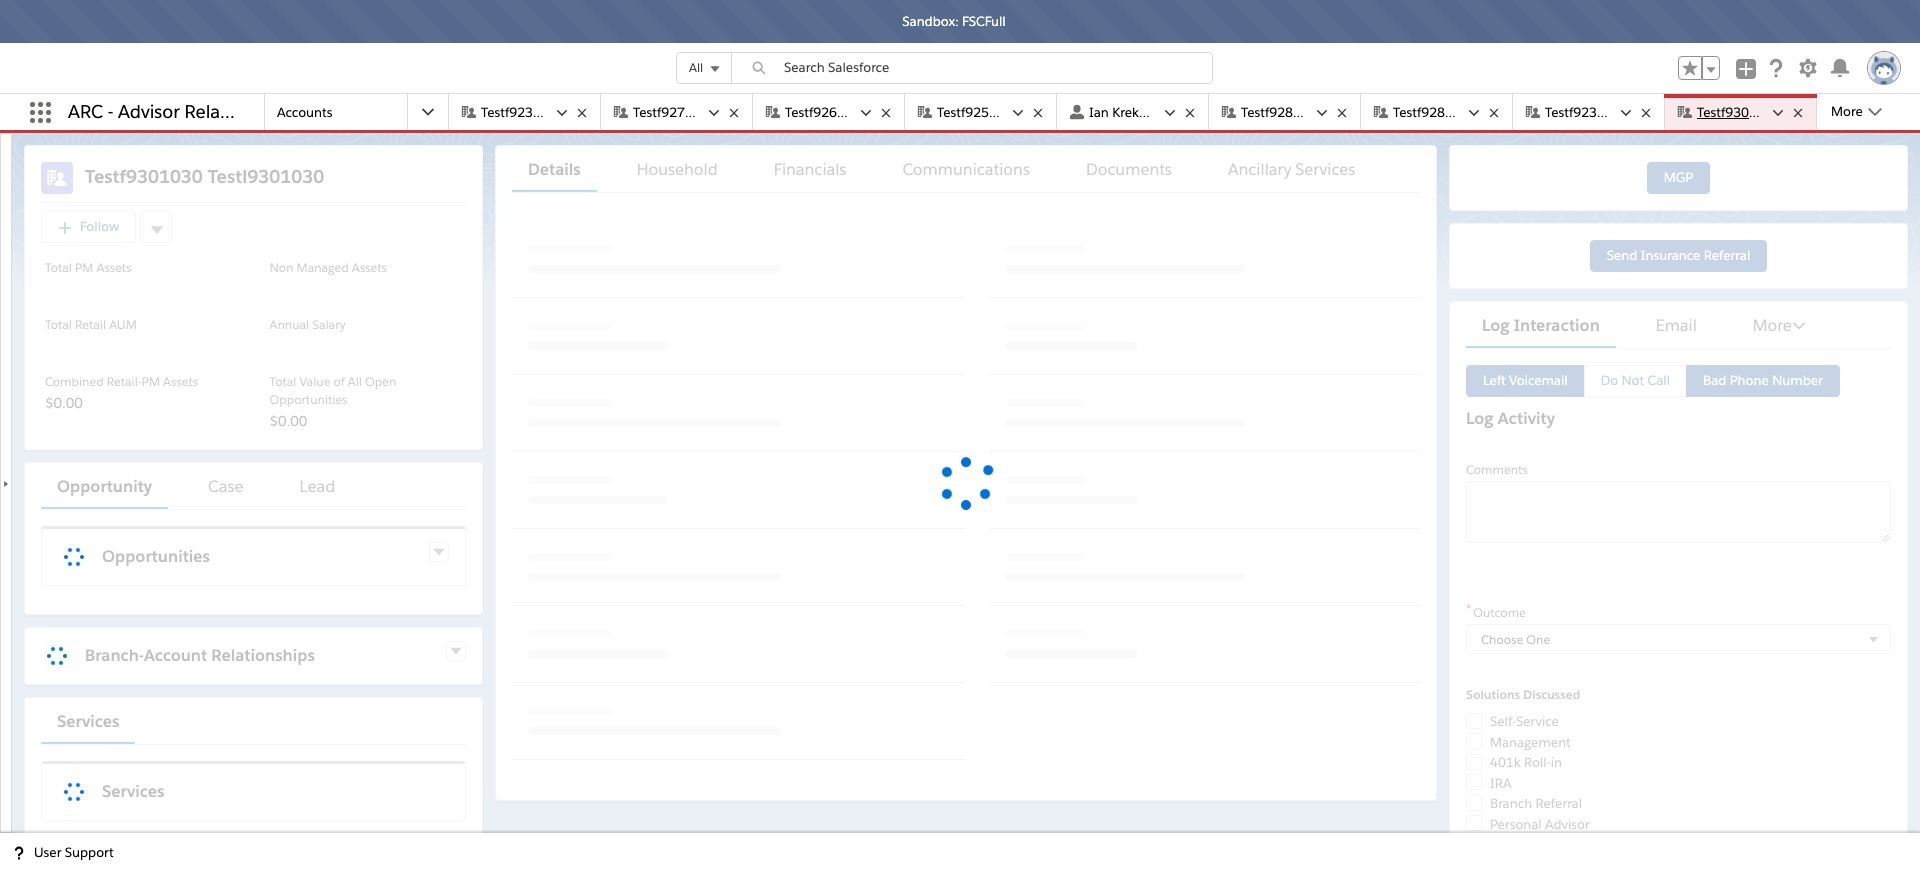 Sandbox: FSCFull
All
Search Salesforce
ARC - Advisor Rela...
Accounts
Testf923...
Testf927...
Testf926...
Testf925...
Ian Krek...
Testf928...
Testf928...
Testf923...
Testf930...
More
Testf9301030 Testl9301030
Follow
Total PM Assets
Non Managed Assets
Total Retail AUM
Annual Salary
Combined Retail-PM Assets
$0.00
Total Value of All Open
Opportunities
$0.00
Opportunity
Case
Lead
Opportunities
Branch-Account Relationships
Services
Services
Details
Household
Financials
Communications
Documents
Ancillary Services
MGP
Send Insurance Referral
Log Interaction
Email
More
Left Voicemail
Do Not Call
Bad Phone Number
Log Activity
Comments
* Outcome
Choose One
Solutions Discussed
Self-Service
Management
401k Roll-in
IRA
Branch Referral
Personal Advisor
? User Support